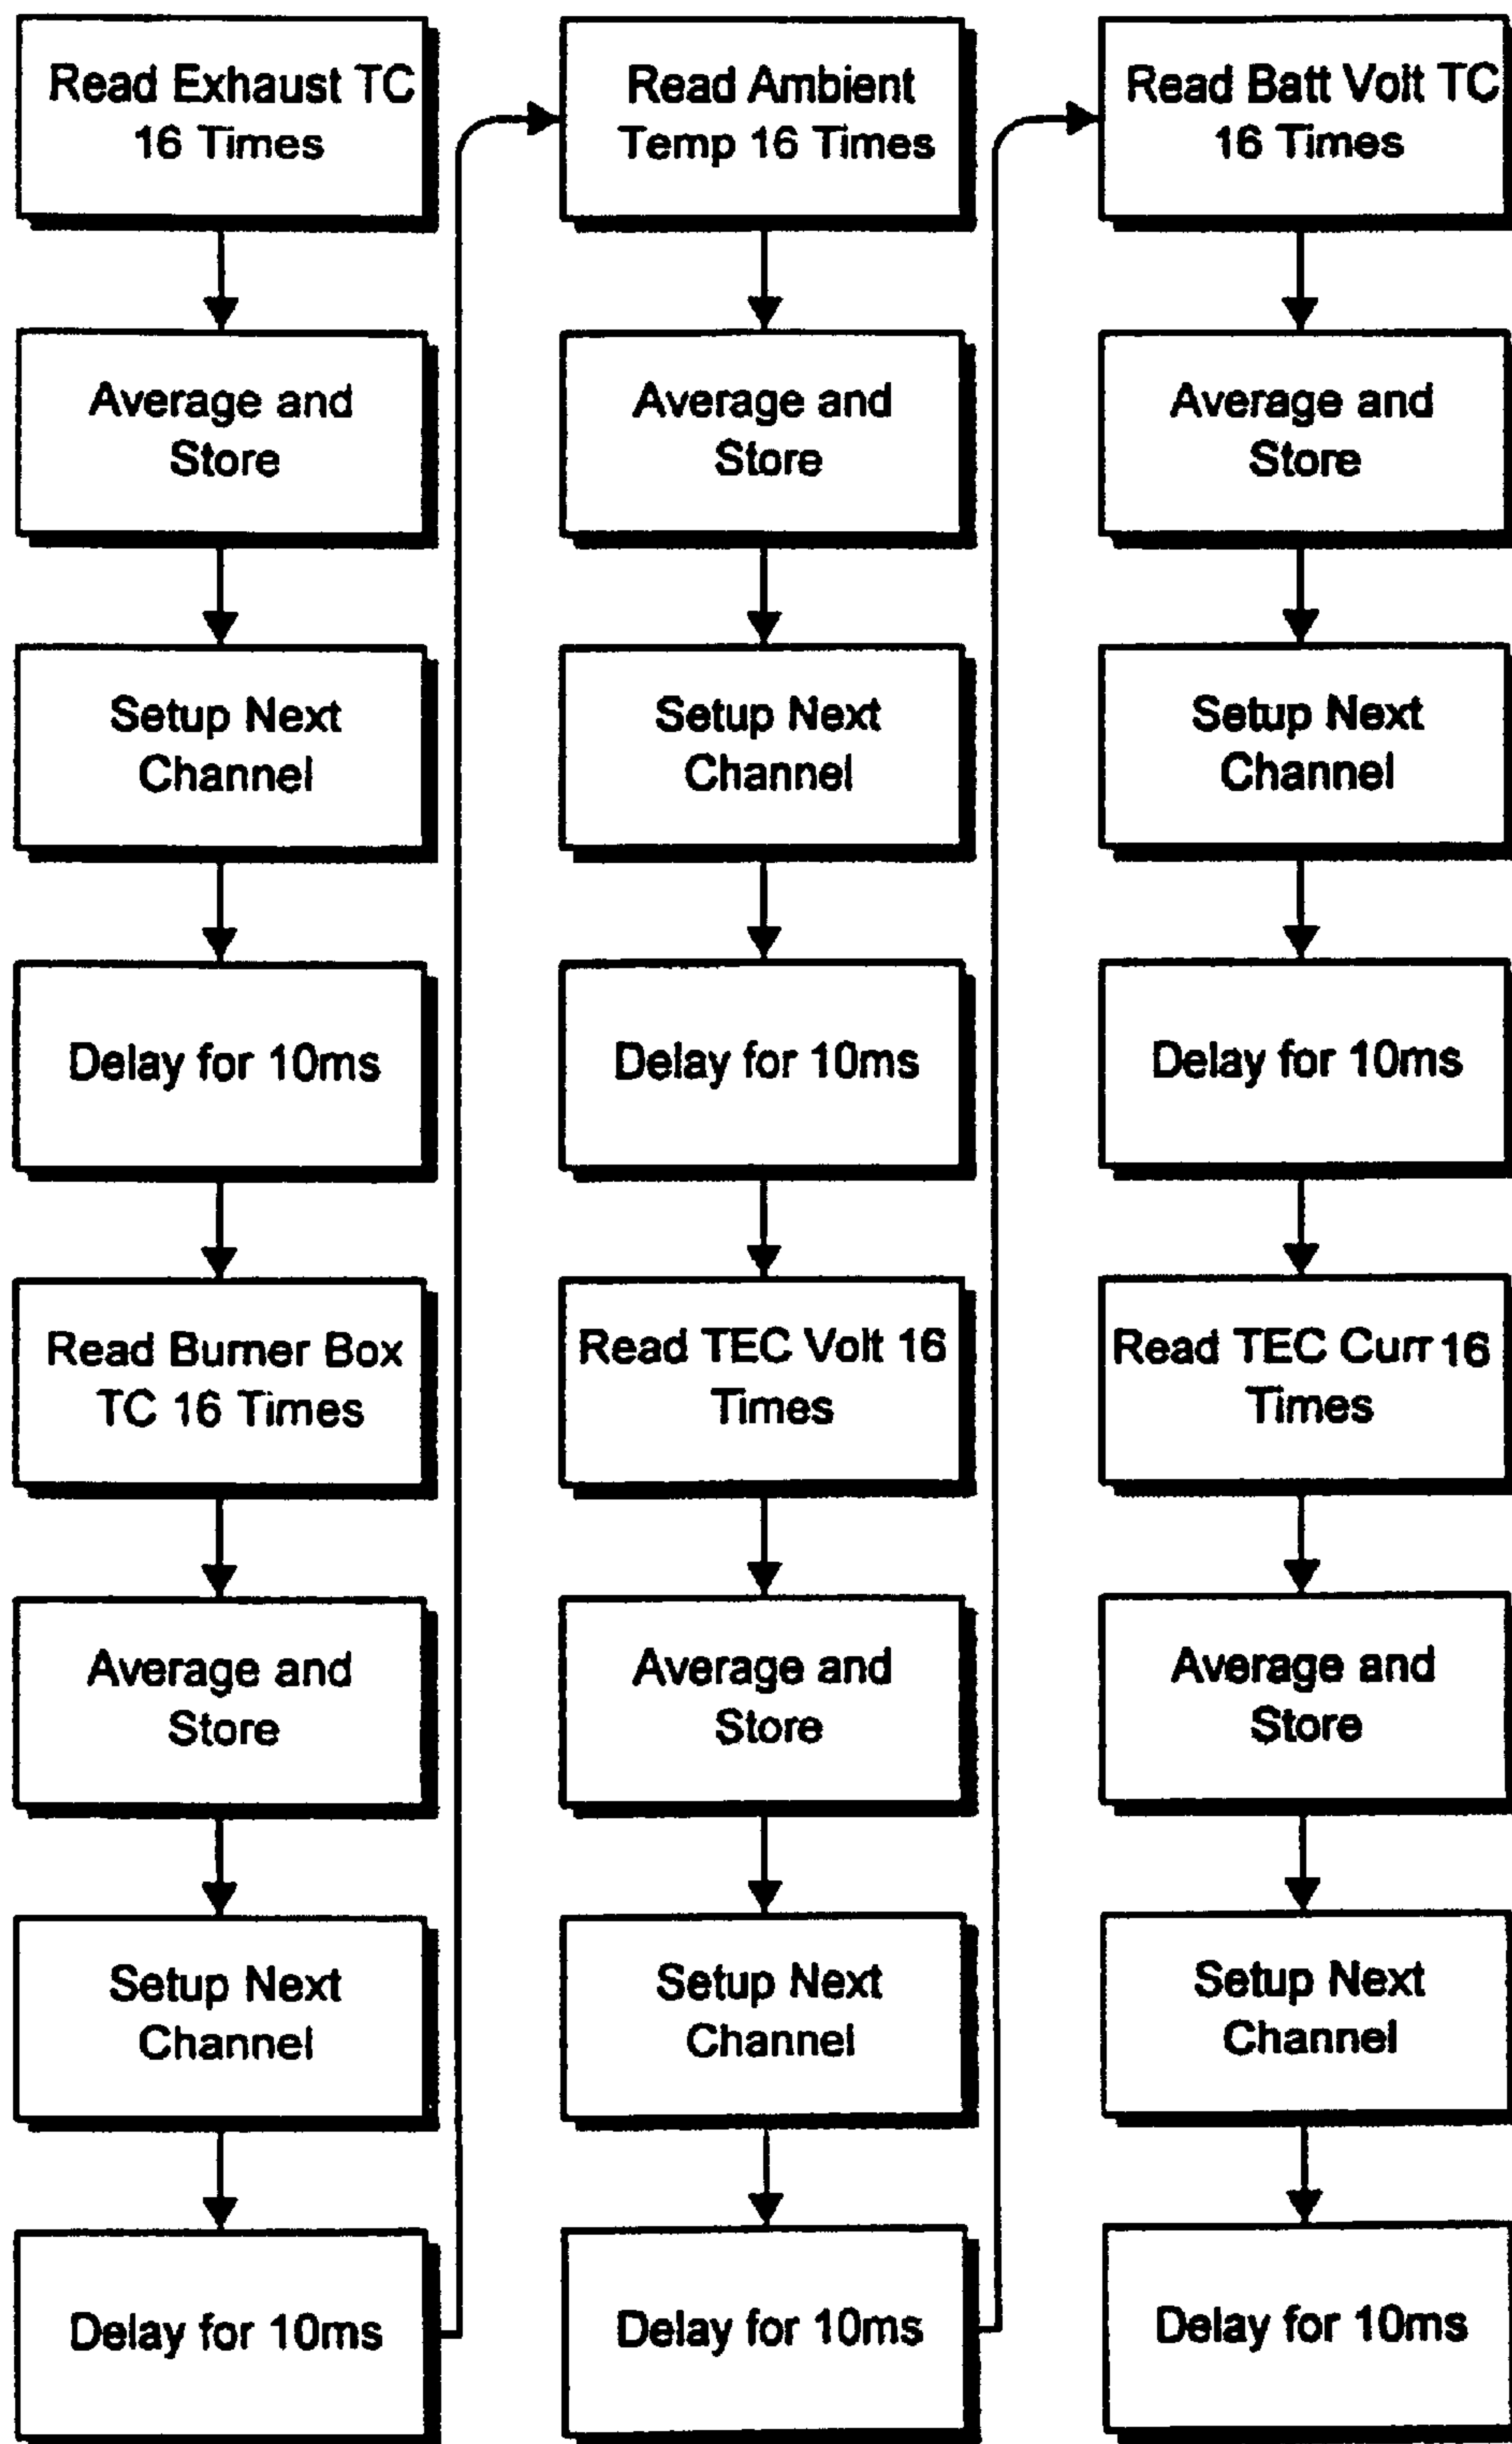 Read Exhaust TC
16 Times
Average and
Store
Setup Next
Channel
Delay for 10ms
Read Burner Box
TC 16 Times
Average and
Store
Setup Next
Channel
Delay for 10ms
Read Ambient
Temp 16 Times
Average and
Store
Setup Next
Channel
Delay for 10ms
Read TEC Volt 16
Times
Average and
Store
Setup Next
Channel
Delay for 10ms
Read Batt Volt TC
16 Times
Average and
Store
Setup Next
Channel
Delay for 10ms
Read TEC Curr 16
Times
Average and
Store
Setup Next
Channel
Delay for 10ms